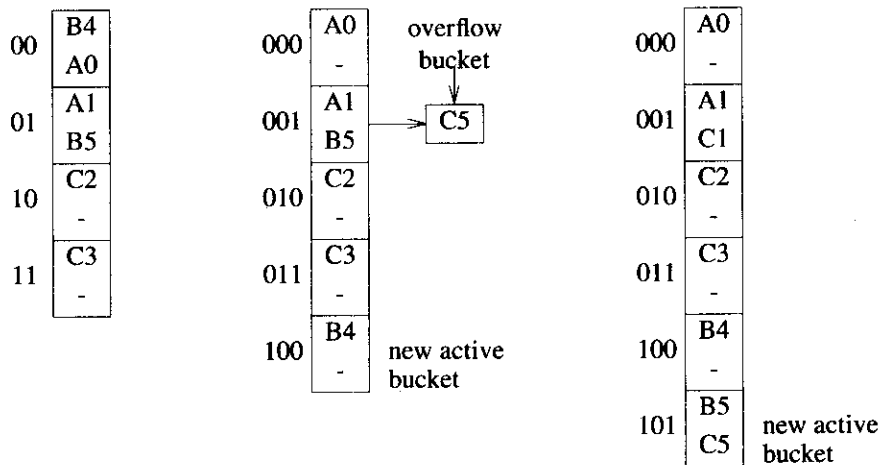 00
B4
A0
01
A1
B5
10
C2
-
11
C3
-
000
A0
-
overflow
bucket
001
A1
B5
C5
010
C2
-
011
C3
-
100
B4
-
new active
bucket
000
A0
-
001
A1
C1
010
C2
-
011
C3
-
100
B4
-
101
B5
C5
new active
bucket